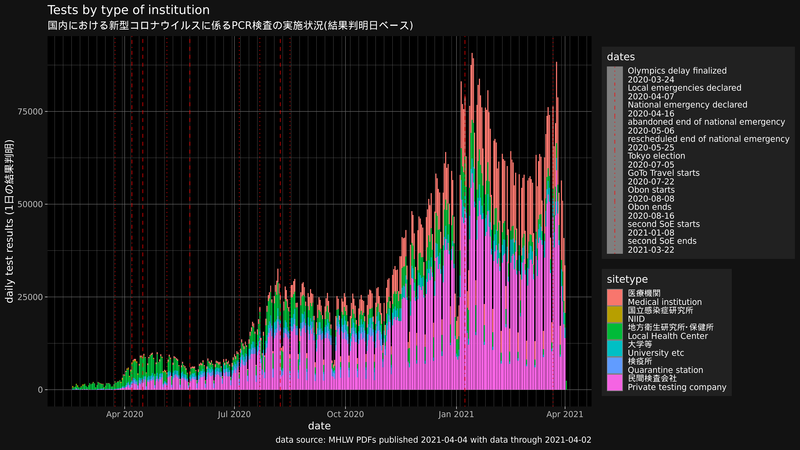 Tests by type of institution
国内における新型コロナウイルスに係るPCR検査の実施状況(結果判明日ベース)
daily test results (1日の結果判明)
75000
50000
25000
0
Apr 2020
Jul 2020
Oct 2020
Jan 2021
Apr 2021
date
data source: MHLW PDFs published 2021-04-04 with data through 2021-04-02
dates
Olympics delay finalized
2020-03-24
Local emergencies declared
2020-04-07
National emergency declared
2020-04-16
abandoned end of national emergency
2020-05-06
rescheduled end of national emergency
2020-05-25
Tokyo election
2020-07-05
GoTo Travel starts
2020-07-22
Obon starts
2020-08-08
Obon ends
2020-08-16
second SoE starts
2021-01-08
second SoE ends
2021-03-22
sitetype
医療機関
Medical institution
国立感染症研究所
NIID
地方衛生研究所・保健所
Local Health Center
大学等
University etc
検疫所
Quarantine station
民間検査会社
Private testing company